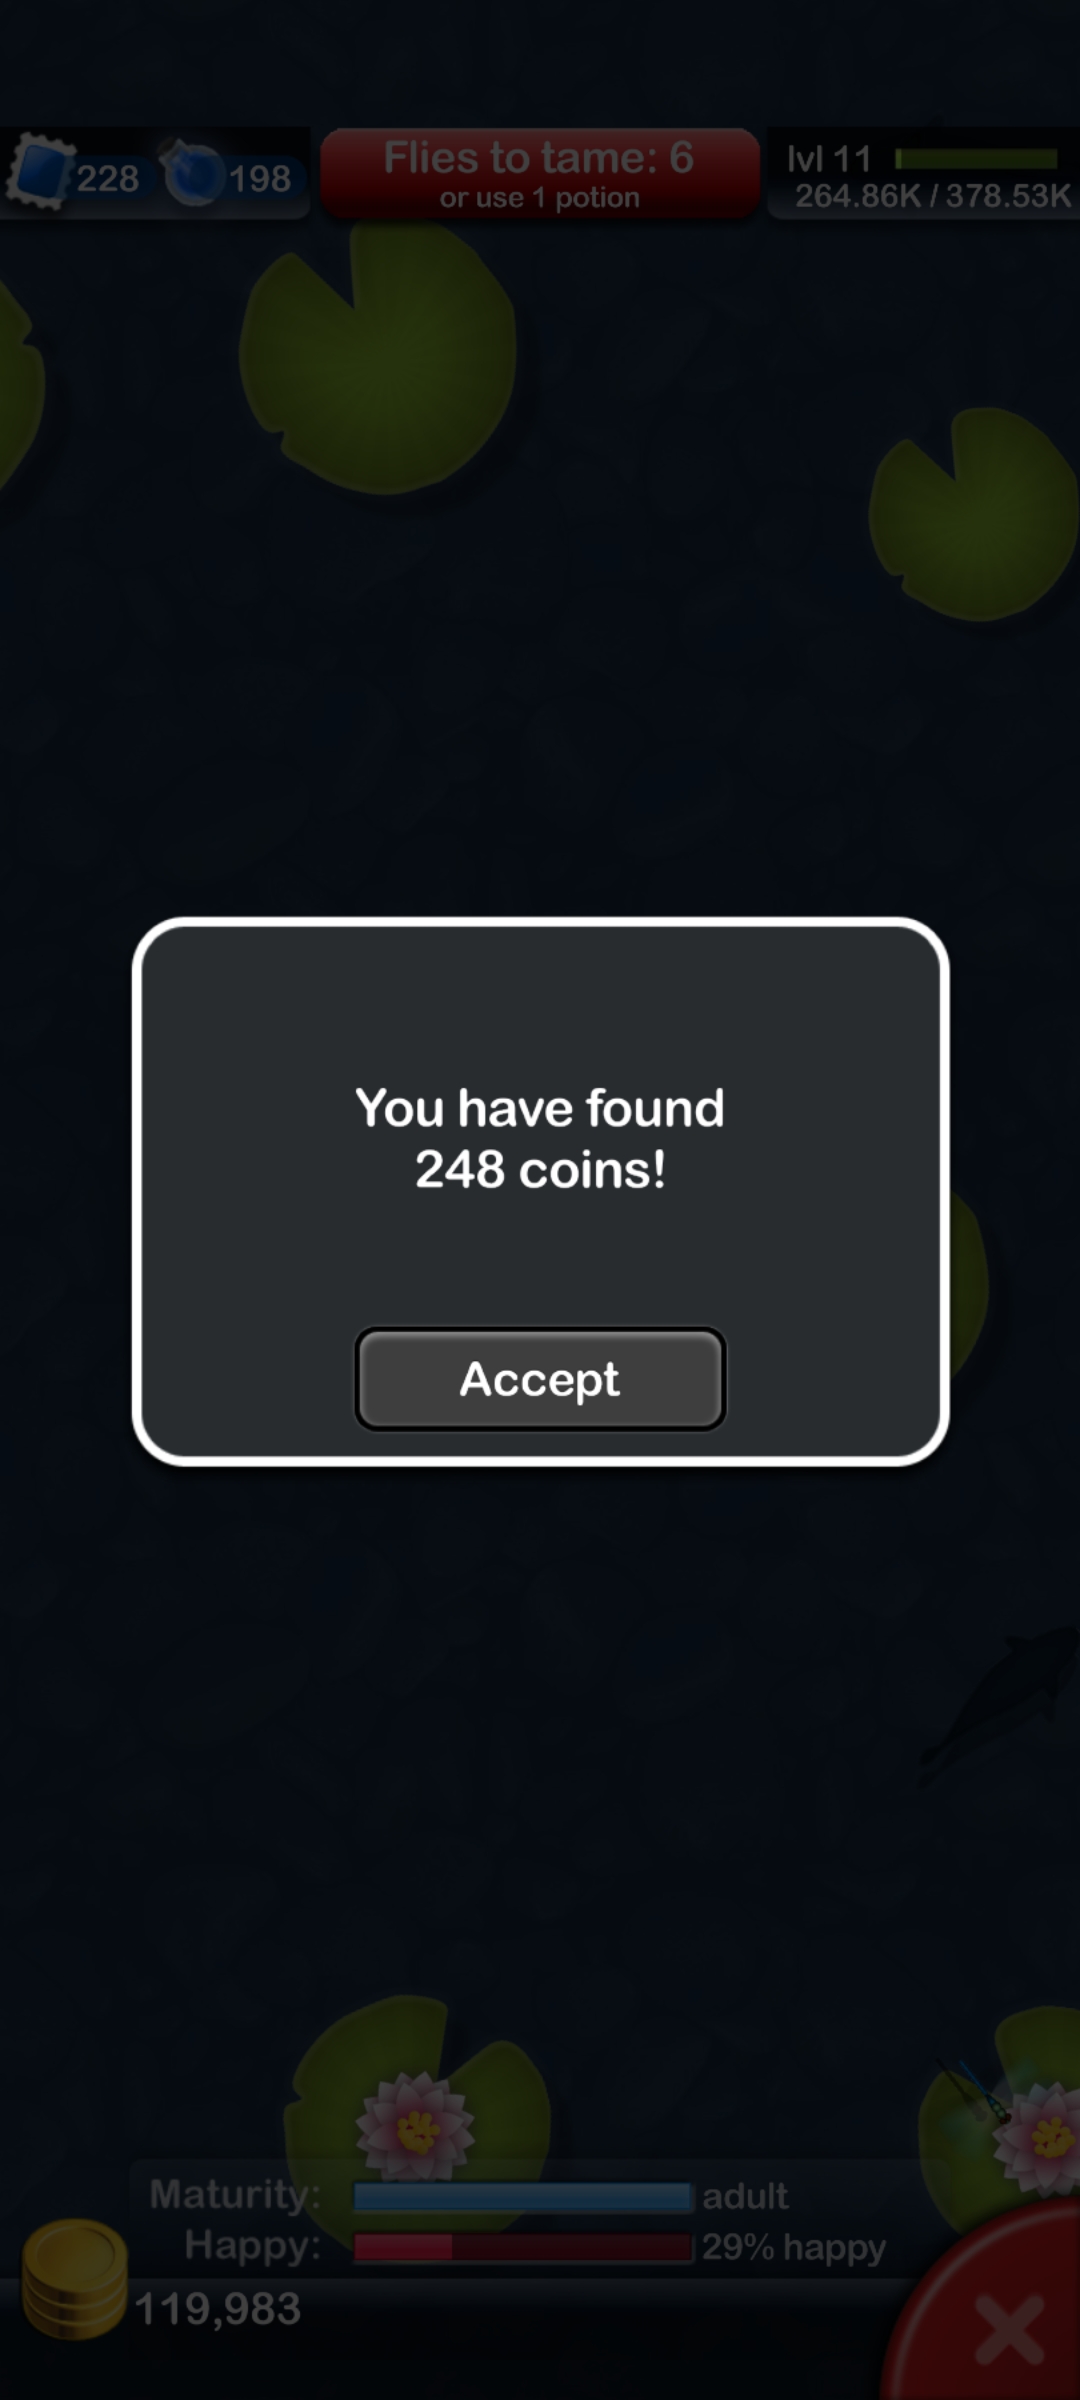 228
198
Flies to tame: 6
or use 1 potion
lvl 11
264.86K / 378.53K
You have found
248 coins!
Accept
Maturity:
adult
Happy:
29% happy
119,983